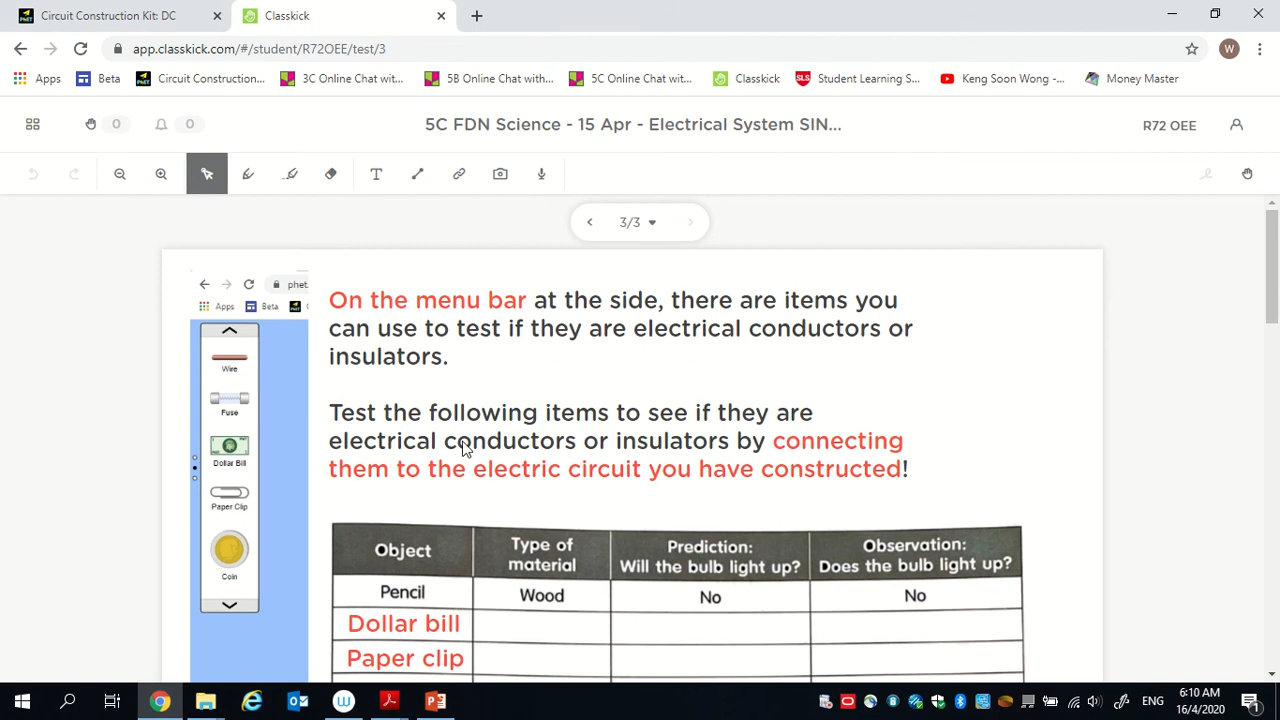 Circuit Construction Kit: DC
Classkick
app.classkick.com/#/student/R72OEE/test/3
W
Apps
Beta
Circuit Construction...
3C Online Chat wit...
5B Online Chat with...
5C Online Chat wit...
Classkick
SLS
Student Learning S...
Keng Soon Wong -...
Money Master
0
0
5C FDN Science - 15 Apr - Electrical System SIN...
R72 OEE
T
3/3
phet.
Apps
Beta
Wire
Fuse
Dollar Bill
Paper Clip
Coin
On the menu bar at the side, there are items you
can use to test if they are electrical conductors or
insulators.
Test the following items to see if they are
electrical conductors or insulators by connecting
them to the electric circuit you have constructed!
Object
Type of material
Prediction: Will the bulb light up?
Observation: Does the bulb light up?
Pencil
Wood
No
No
Dollar bill
Paper clip
ENG
6:10 AM
16/4/2020